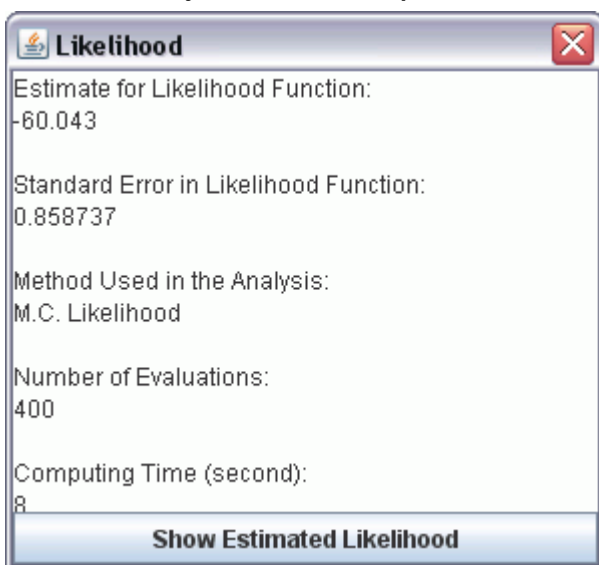 Likelihood
Estimate for Likelihood Function:
-60.043
Standard Error in Likelihood Function:
0.858737
Method Used in the Analysis:
M.C. Likelihood
Number of Evaluations:
400
Computing Time (second):
8
Show Estimated Likelihood